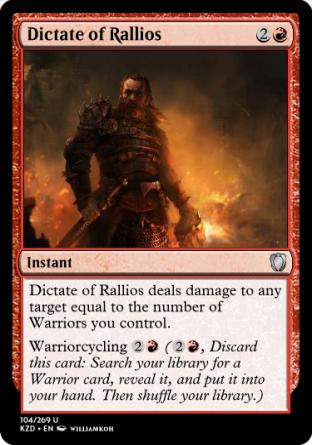 Dictate of Rallios 2
Instant
Dictate of Rallios deals damage to any
target equal to the number of
Warriors you control.
Warriorcycling 2 ( 2 , Discard
this card: Search your library for a
Warrior card, reveal it, and put it into
your hand. Then shuffle your library.)
104/269 U
KZD • EN WILLIAMKOH